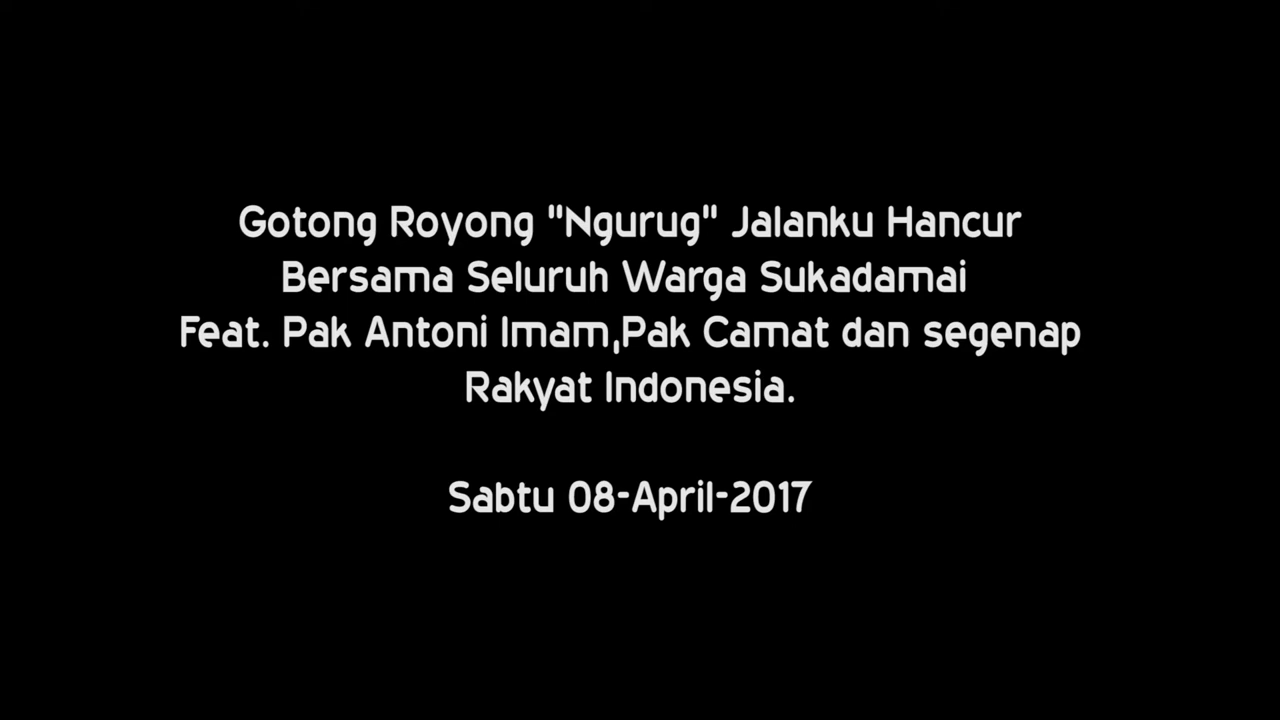 Gotong Royong "Ngurug" Jalanku Hancur
Bersama Seluruh Warga Sukadamai
Feat. Pak Antoni Imam,Pak Camat dan segenap
Rakyat Indonesia.
Sabtu 08-April-2017